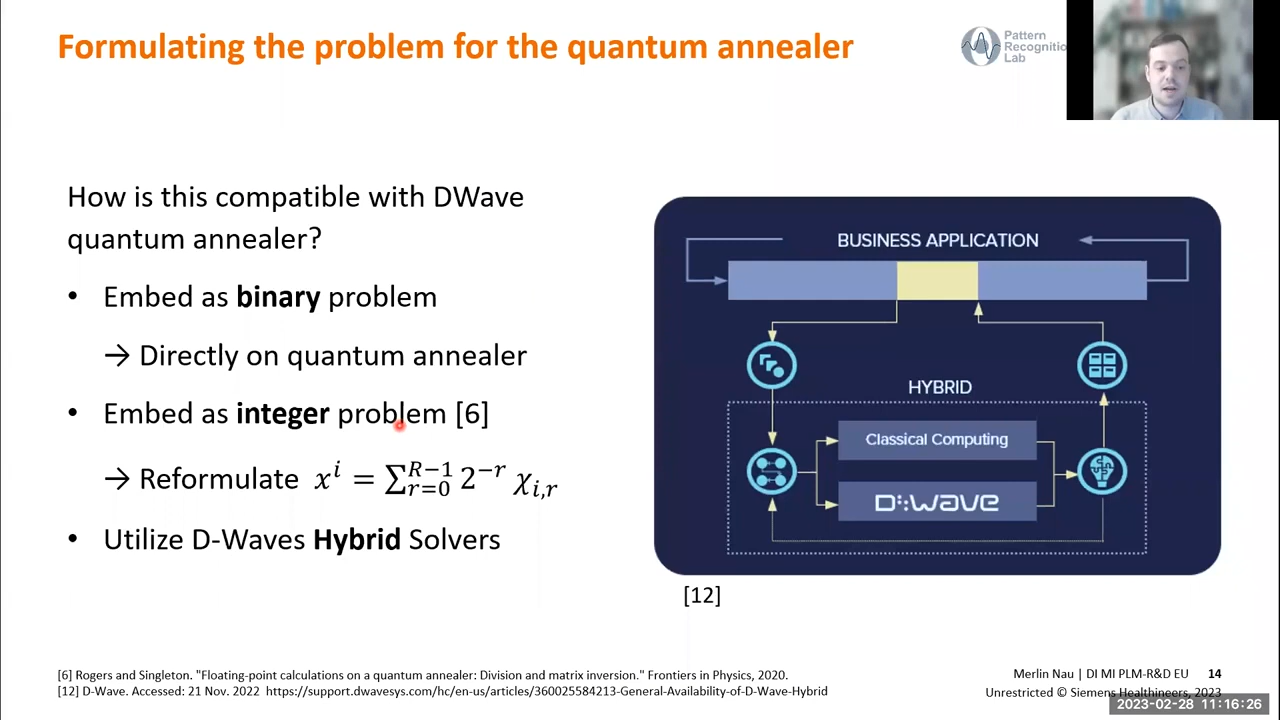 Formulating the problem for the quantum annealer
Pattern
Recognitio
Lab
How is this compatible with DWave
quantum annealer?
• Embed as binary problem
→ Directly on quantum annealer
• Embed as integer problem [6]
→ Reformulate xⁱ = ∑ᵣ₌₀ᴿ⁻¹ 2⁻ʳ χᵢ,ᵣ
• Utilize D-Waves Hybrid Solvers
BUSINESS APPLICATION
HYBRID
Classical Computing
D:wave
[12]
[6] Rogers and Singleton. "Floating-point calculations on a quantum annealer: Division and matrix inversion." Frontiers in Physics, 2020.
[12] D-Wave. Accessed: 21 Nov. 2022 https://support.dwavesys.com/hc/en-us/articles/360025584213-General-Availability-of-D-Wave-Hybrid
Merlin Nau | DI MI PLM-R&D EU 14
Unrestricted © Siemens Healthineers, 2023
2023-02-28 11:16:26